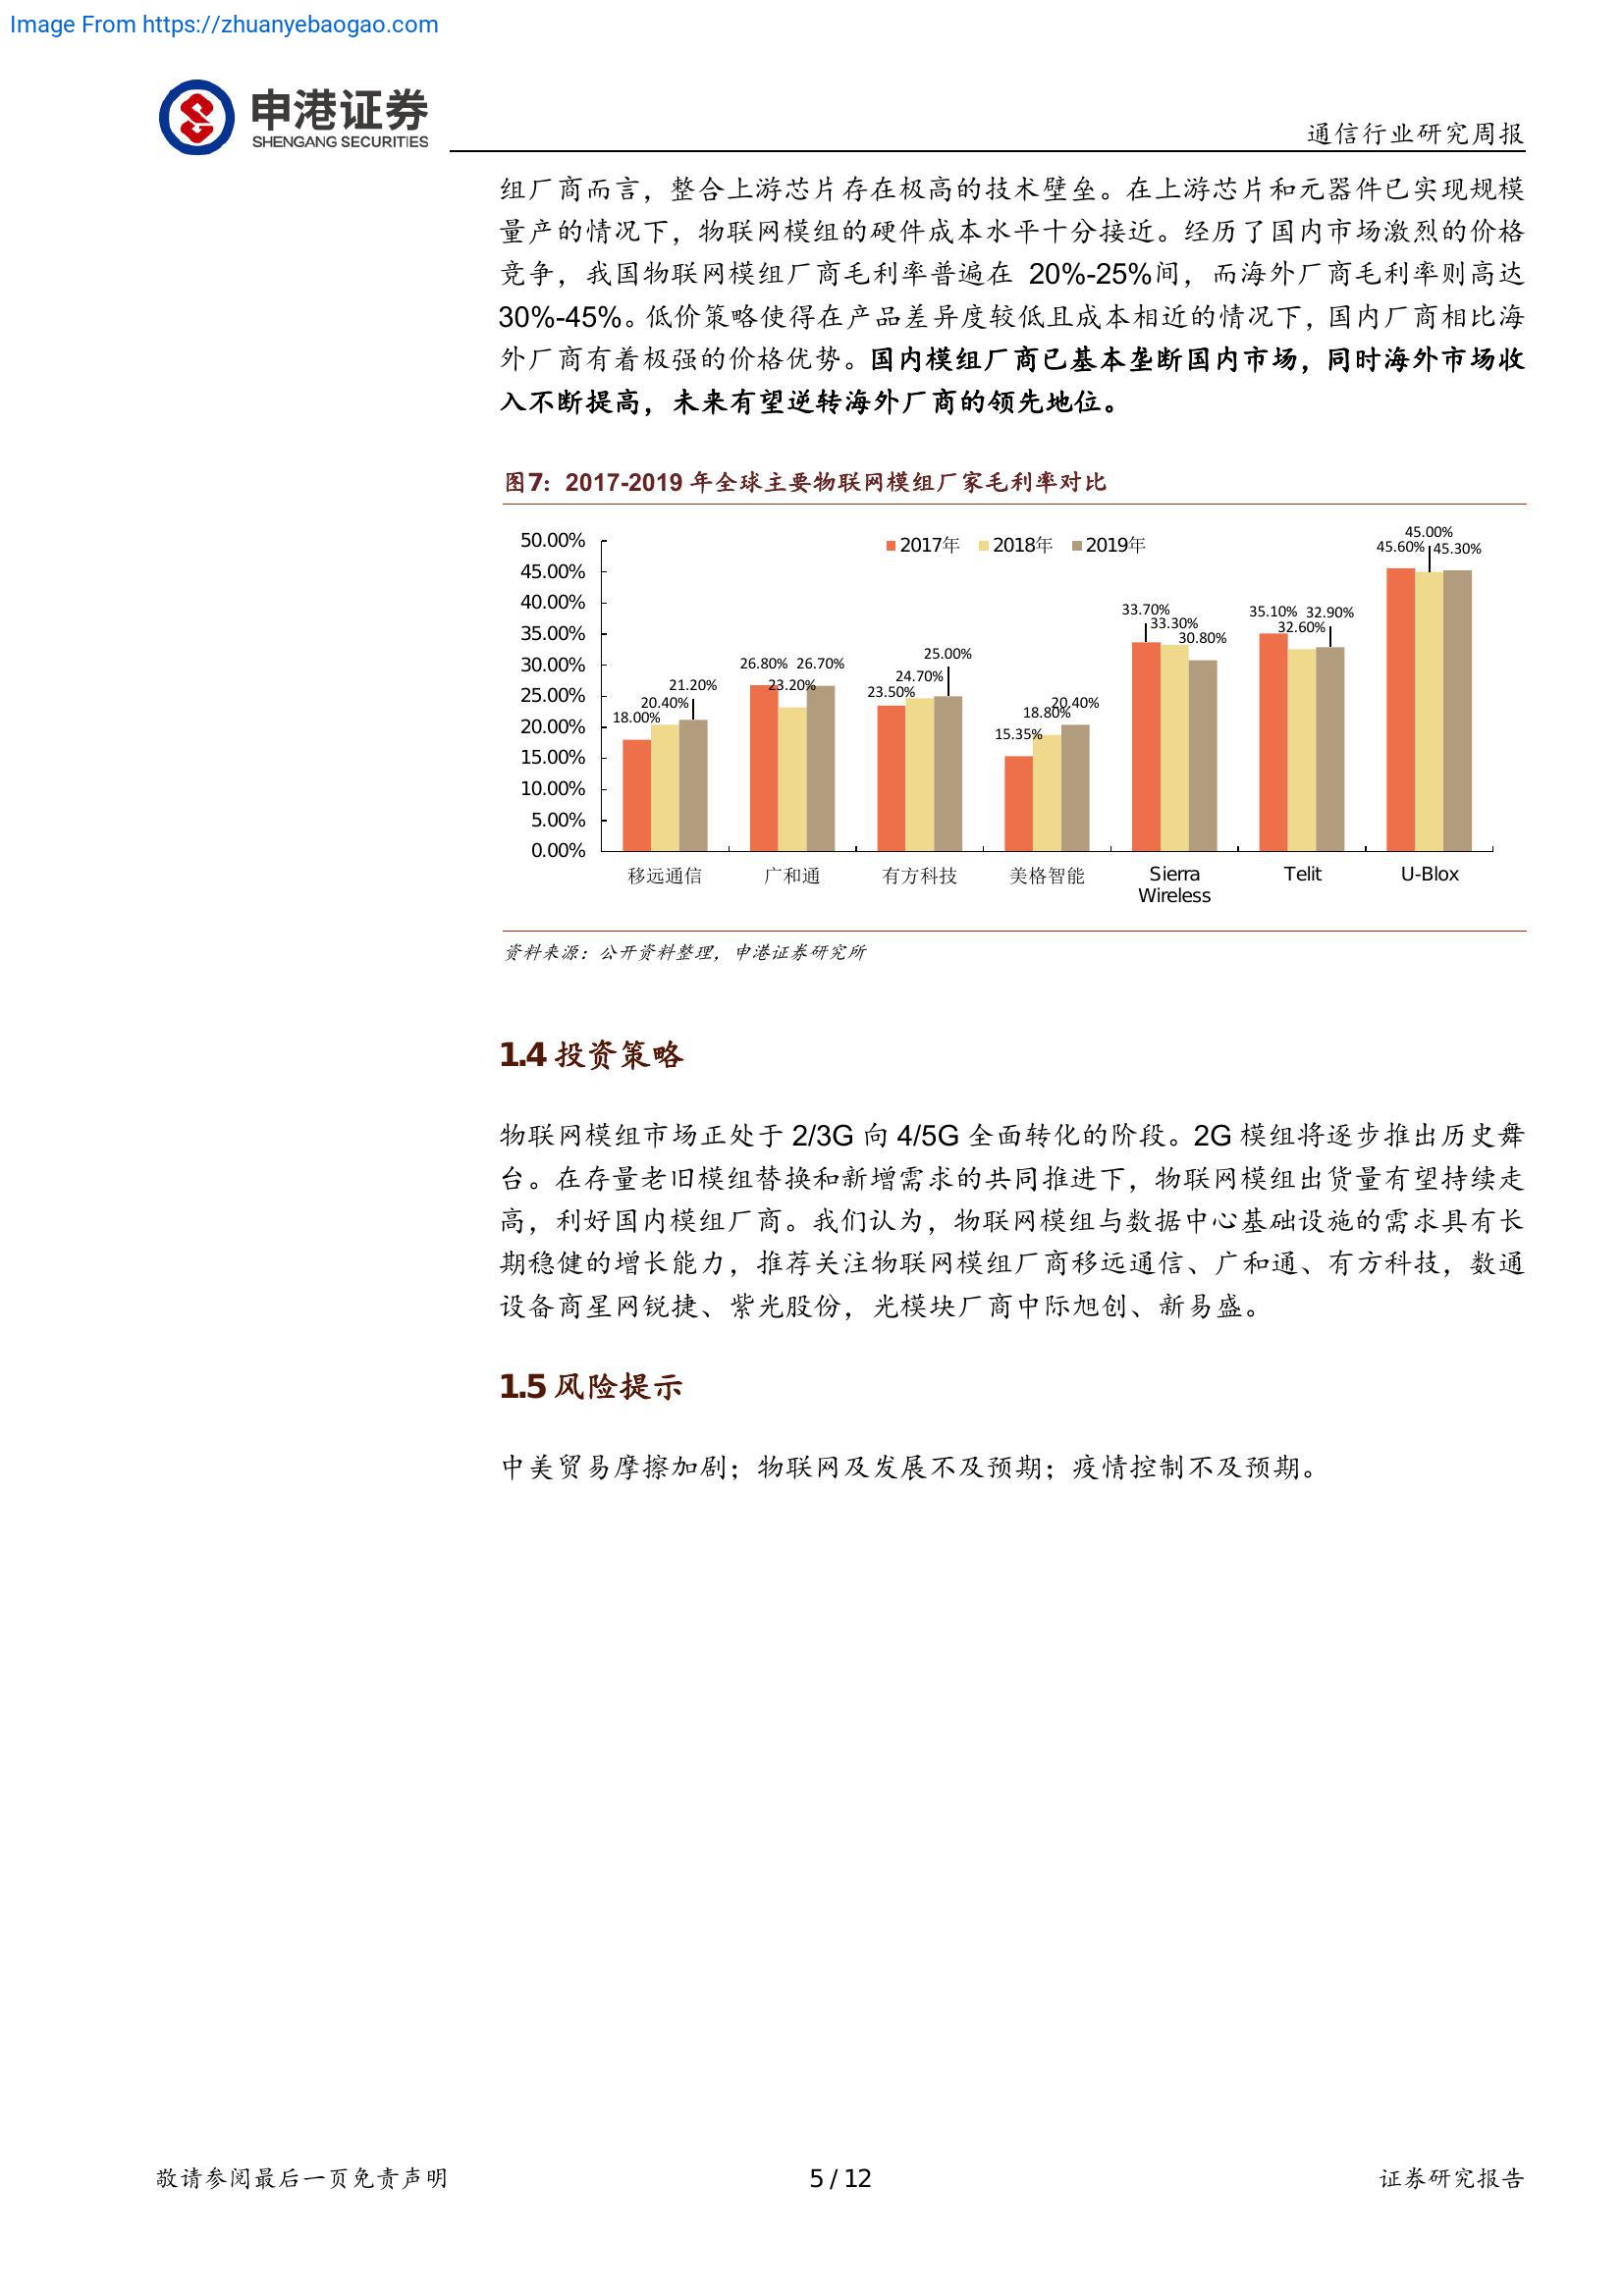 Image From https://zhuanyebaogao.com
申港证券
SHENGANG SECURITIES
通信行业研究周报
组厂商而言，整合上游芯片存在极高的技术壁垒。在上游芯片和元器件已实现规模
量产的情况下，物联网模组的硬件成本水平十分接近。经历了国内市场激烈的价格
竞争，我国物联网模组厂商毛利率普遍在 20%-25%间，而海外厂商毛利率则高达
30%-45%。低价策略使得在产品差异度较低且成本相近的情况下，国内厂商相比海
外厂商有着极强的价格优势。国内模组厂商已基本垄断国内市场，同时海外市场收
入不断提高，未来有望逆转海外厂商的领先地位。
图7：2017-2019 年全球主要物联网模组厂家毛利率对比
2017年 2018年 2019年
50.00%
45.00%
40.00%
35.00%
30.00%
25.00%
20.00%
15.00%
10.00%
5.00%
0.00%
18.00% 20.40% 21.20%
26.80% 23.20% 26.70%
23.50% 24.70% 25.00%
15.35% 18.80% 20.40%
33.70% 33.30% 30.80%
35.10% 32.60% 32.90%
45.60% 45.00% 45.30%
移远通信 广和通 有方科技 美格智能 Sierra Wireless Telit U-Blox
资料来源：公开资料整理，申港证券研究所
1.4 投资策略
物联网模组市场正处于 2/3G 向 4/5G 全面转化的阶段。2G 模组将逐步推出历史舞
台。在存量老旧模组替换和新增需求的共同推进下，物联网模组出货量有望持续走
高，利好国内模组厂商。我们认为，物联网模组与数据中心基础设施的需求具有长
期稳健的增长能力，推荐关注物联网模组厂商移远通信、广和通、有方科技，数通
设备商星网锐捷、紫光股份，光模块厂商中际旭创、新易盛。
1.5 风险提示
中美贸易摩擦加剧；物联网及发展不及预期；疫情控制不及预期。
敬请参阅最后一页免责声明
5 / 12
证券研究报告